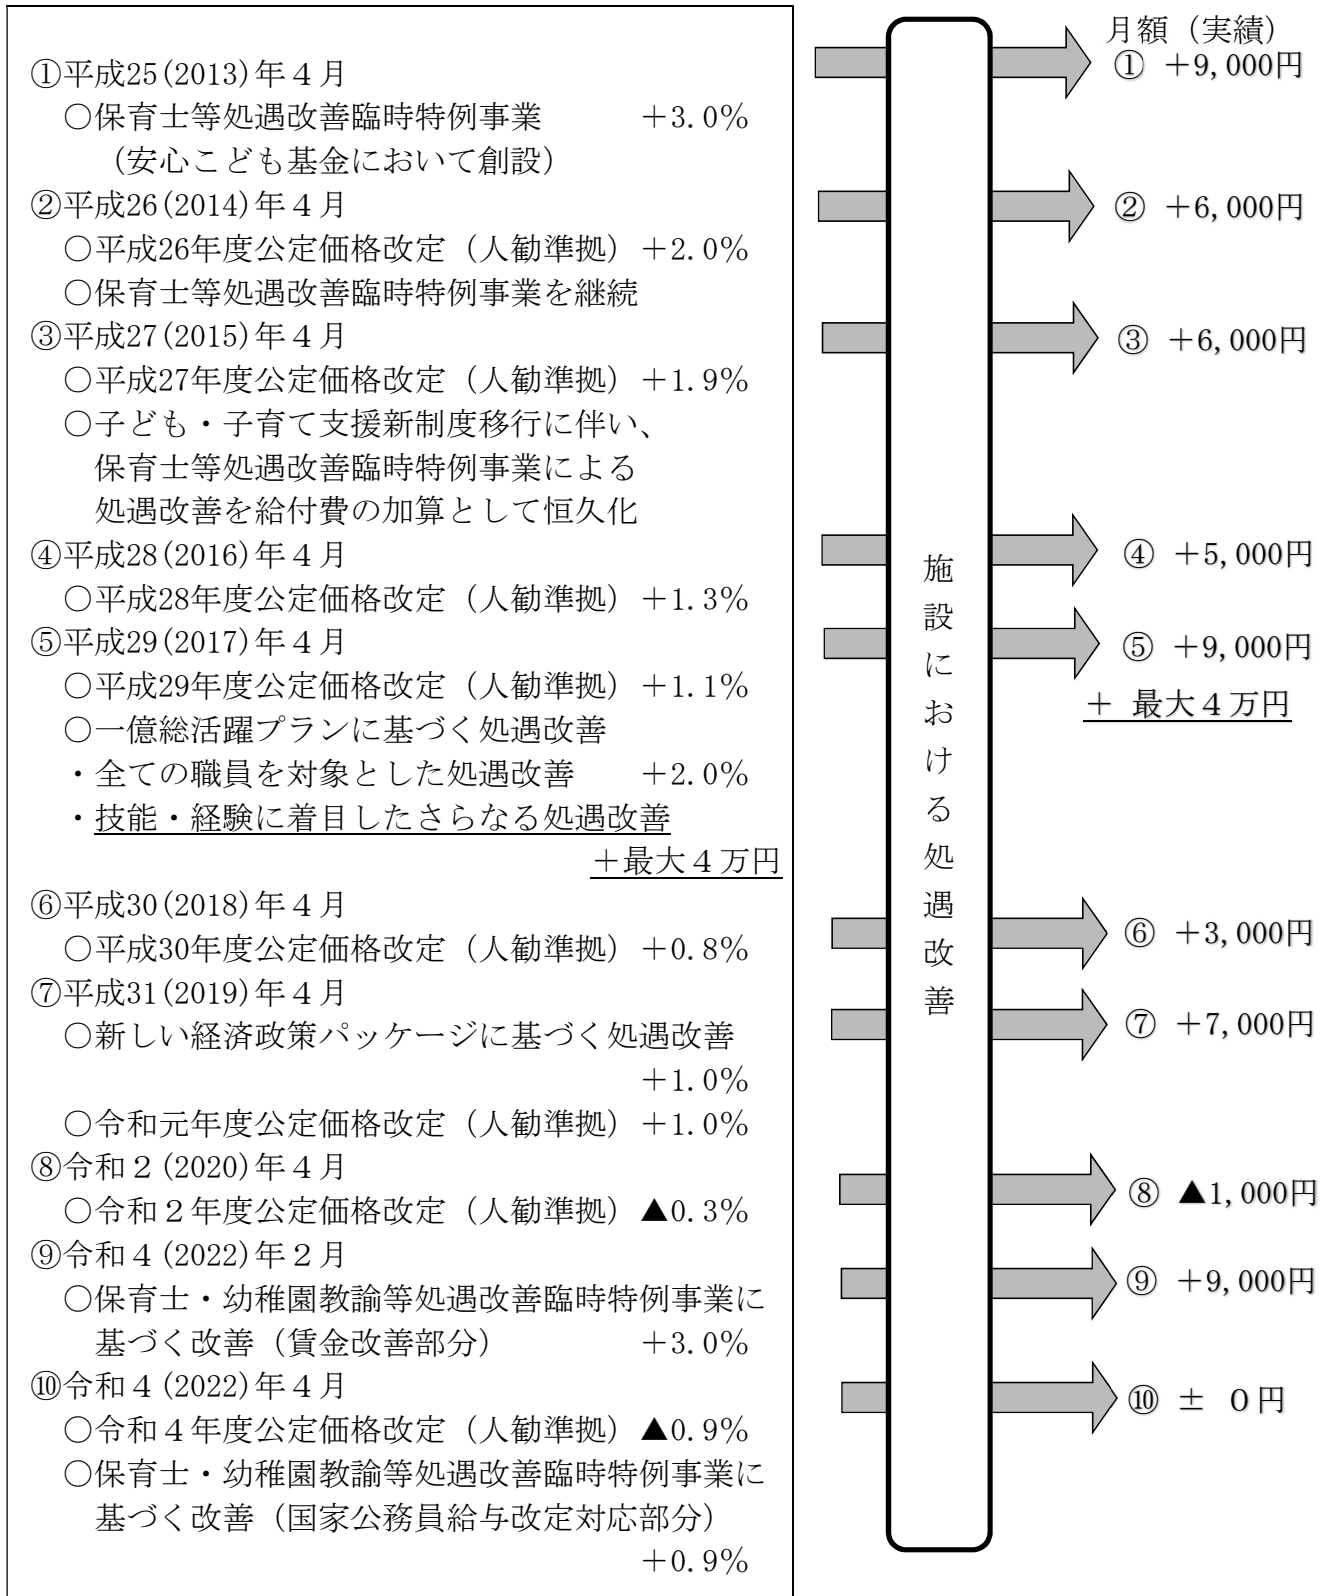 ①平成25(2013)年４月
○保育士等処遇改善臨時特例事業　＋3.0％
（安心こども基金において創設）
②平成26(2014)年４月
○平成26年度公定価格改定（人勧準拠）＋2.0％
○保育士等処遇改善臨時特例事業を継続
③平成27(2015)年４月
○平成27年度公定価格改定（人勧準拠）＋1.9％
○子ども・子育て支援新制度移行に伴い、
保育士等処遇改善臨時特例事業による
処遇改善を給付費の加算として恒久化
④平成28(2016)年４月
○平成28年度公定価格改定（人勧準拠）＋1.3％
⑤平成29(2017)年４月
○平成29年度公定価格改定（人勧準拠）＋1.1％
○一億総活躍プランに基づく処遇改善
・全ての職員を対象とした処遇改善　＋2.0％
・技能・経験に着目したさらなる処遇改善
＋最大４万円
⑥平成30(2018)年４月
○平成30年度公定価格改定（人勧準拠）＋0.8％
⑦平成31(2019)年４月
○新しい経済政策パッケージに基づく処遇改善
＋1.0％
○令和元年度公定価格改定（人勧準拠）＋1.0％
⑧令和２(2020)年４月
○令和２年度公定価格改定（人勧準拠）▲0.3％
⑨令和４(2022)年２月
○保育士・幼稚園教諭等処遇改善臨時特例事業に
基づく改善（賃金改善部分）　＋3.0％
⑩令和４(2022)年４月
○令和４年度公定価格改定（人勧準拠）▲0.9％
○保育士・幼稚園教諭等処遇改善臨時特例事業に
基づく改善（国家公務員給与改定対応部分）
＋0.9％
施設における処遇改善
月額（実績）
① ＋9,000円
② ＋6,000円
③ ＋6,000円
④ ＋5,000円
⑤ ＋9,000円
＋ 最大４万円
⑥ ＋3,000円
⑦ ＋7,000円
⑧ ▲1,000円
⑨ ＋9,000円
⑩ ± ０円